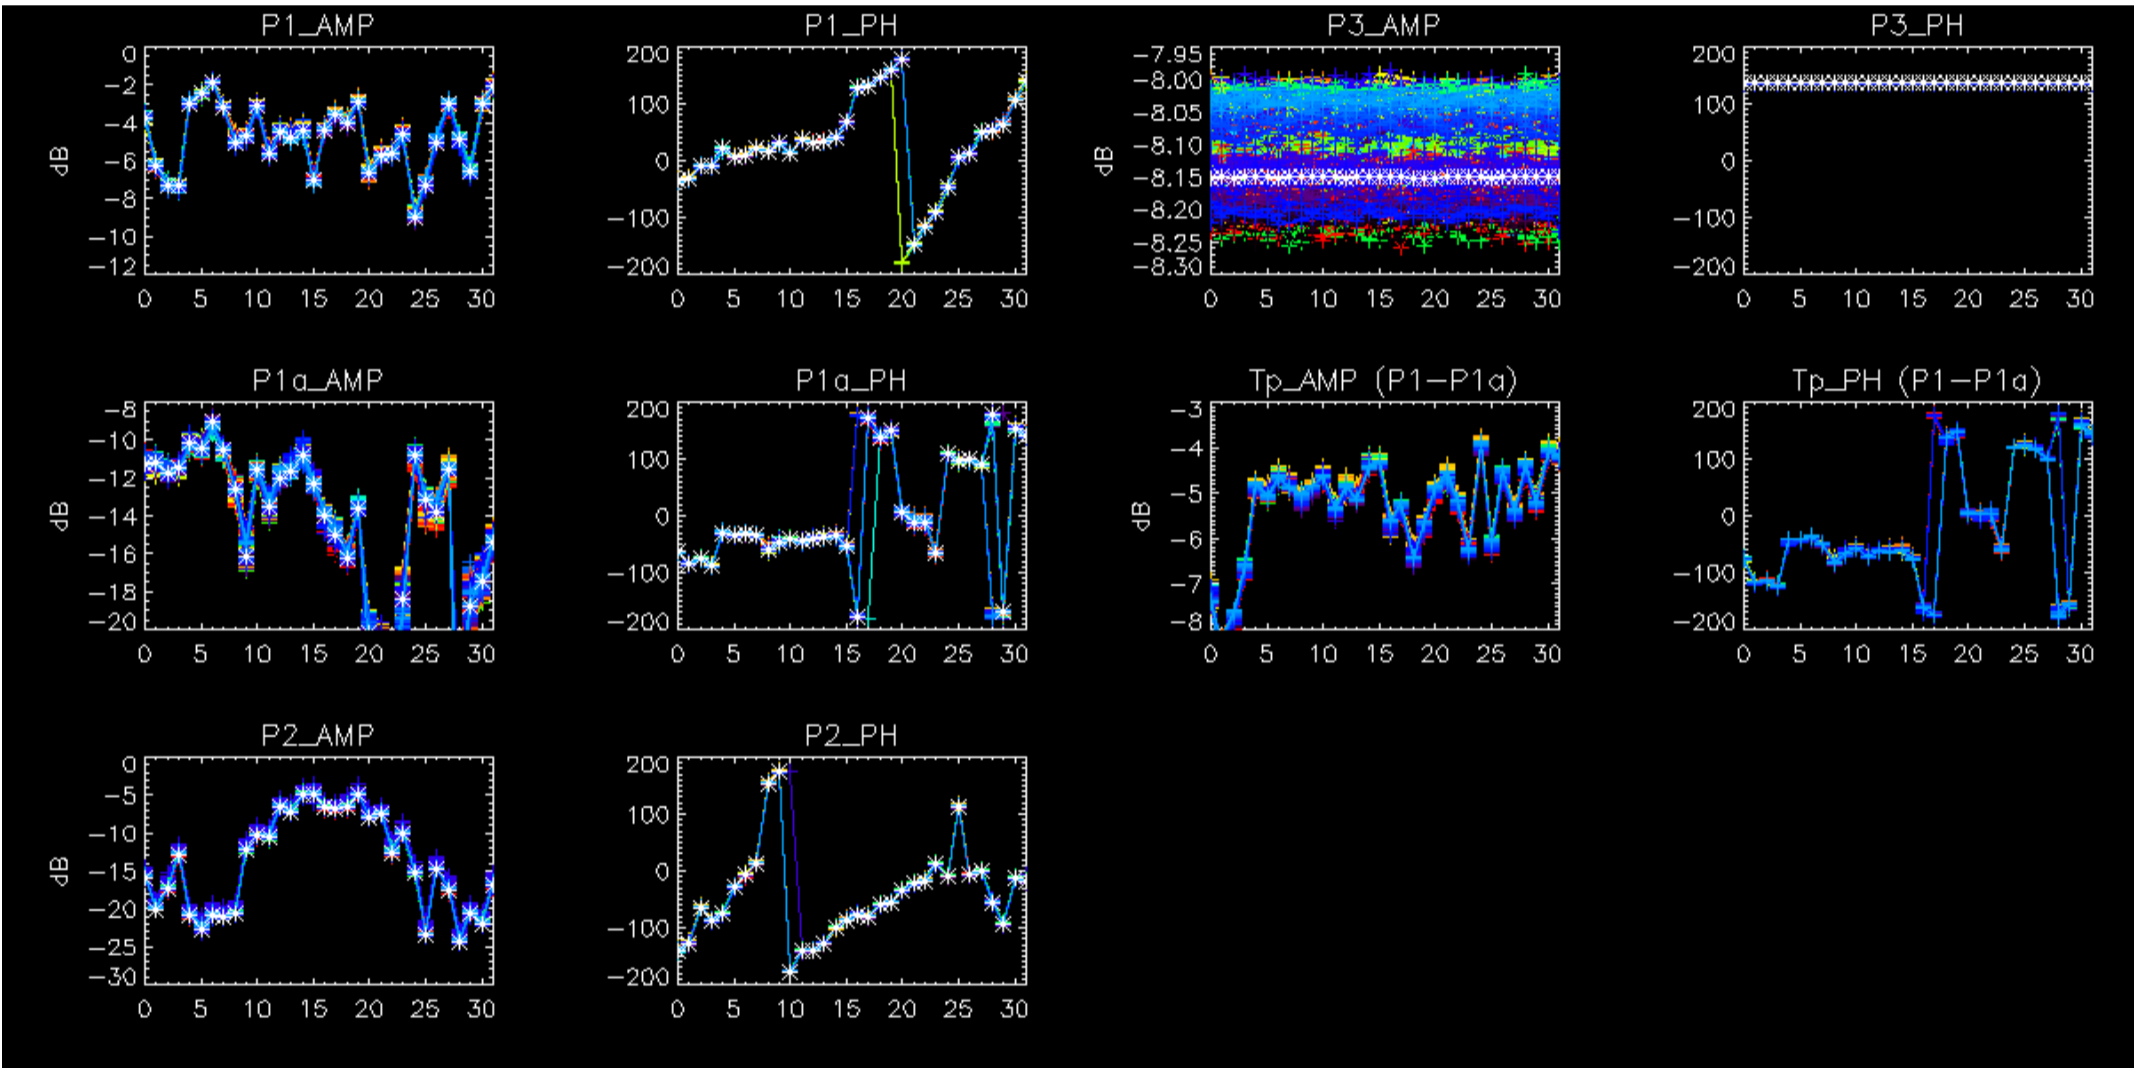 P1_AMP
P1_PH
P3_AMP
P3_PH
0
−2
−4
−6
−8
−10
−12
dB
0 5 10 15 20 25 30
200
100
0
−100
−200
0 5 10 15 20 25 30
−7.95
−8.00
−8.05
−8.10
−8.15
−8.20
−8.25
−8.30
dB
0 5 10 15 20 25 30
200
100
0
−100
−200
0 5 10 15 20 25 30
P1a_AMP
P1a_PH
Tp_AMP (P1−P1a)
Tp_PH (P1−P1a)
−8
−10
−12
−14
−16
−18
−20
dB
0 5 10 15 20 25 30
200
100
0
−100
−200
0 5 10 15 20 25 30
−3
−4
−5
−6
−7
−8
dB
0 5 10 15 20 25 30
200
100
0
−100
−200
0 5 10 15 20 25 30
P2_AMP
P2_PH
0
−5
−10
−15
−20
−25
−30
dB
0 5 10 15 20 25 30
200
100
0
−100
−200
0 5 10 15 20 25 30